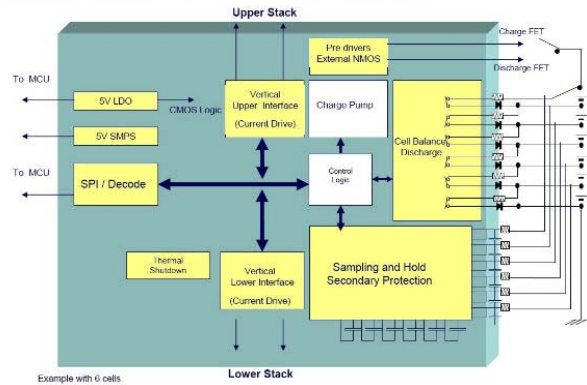 Upper Stack
Charge FET
Pre drivers
External NMOS
Discharge FET
To MCU
5V LDO
CMOS Logic
Vertical
Upper Interface
(Current Drive)
Charge Pump
5V SMPS
Cell Balance
Discharge
To MCU
SPI / Decode
Control
Logic
Thermal
Shutdown
Vertical
Lower Interface
(Current Drive)
Sampling and Hold
Secondary Protection
Lower Stack
Example with 6 cells